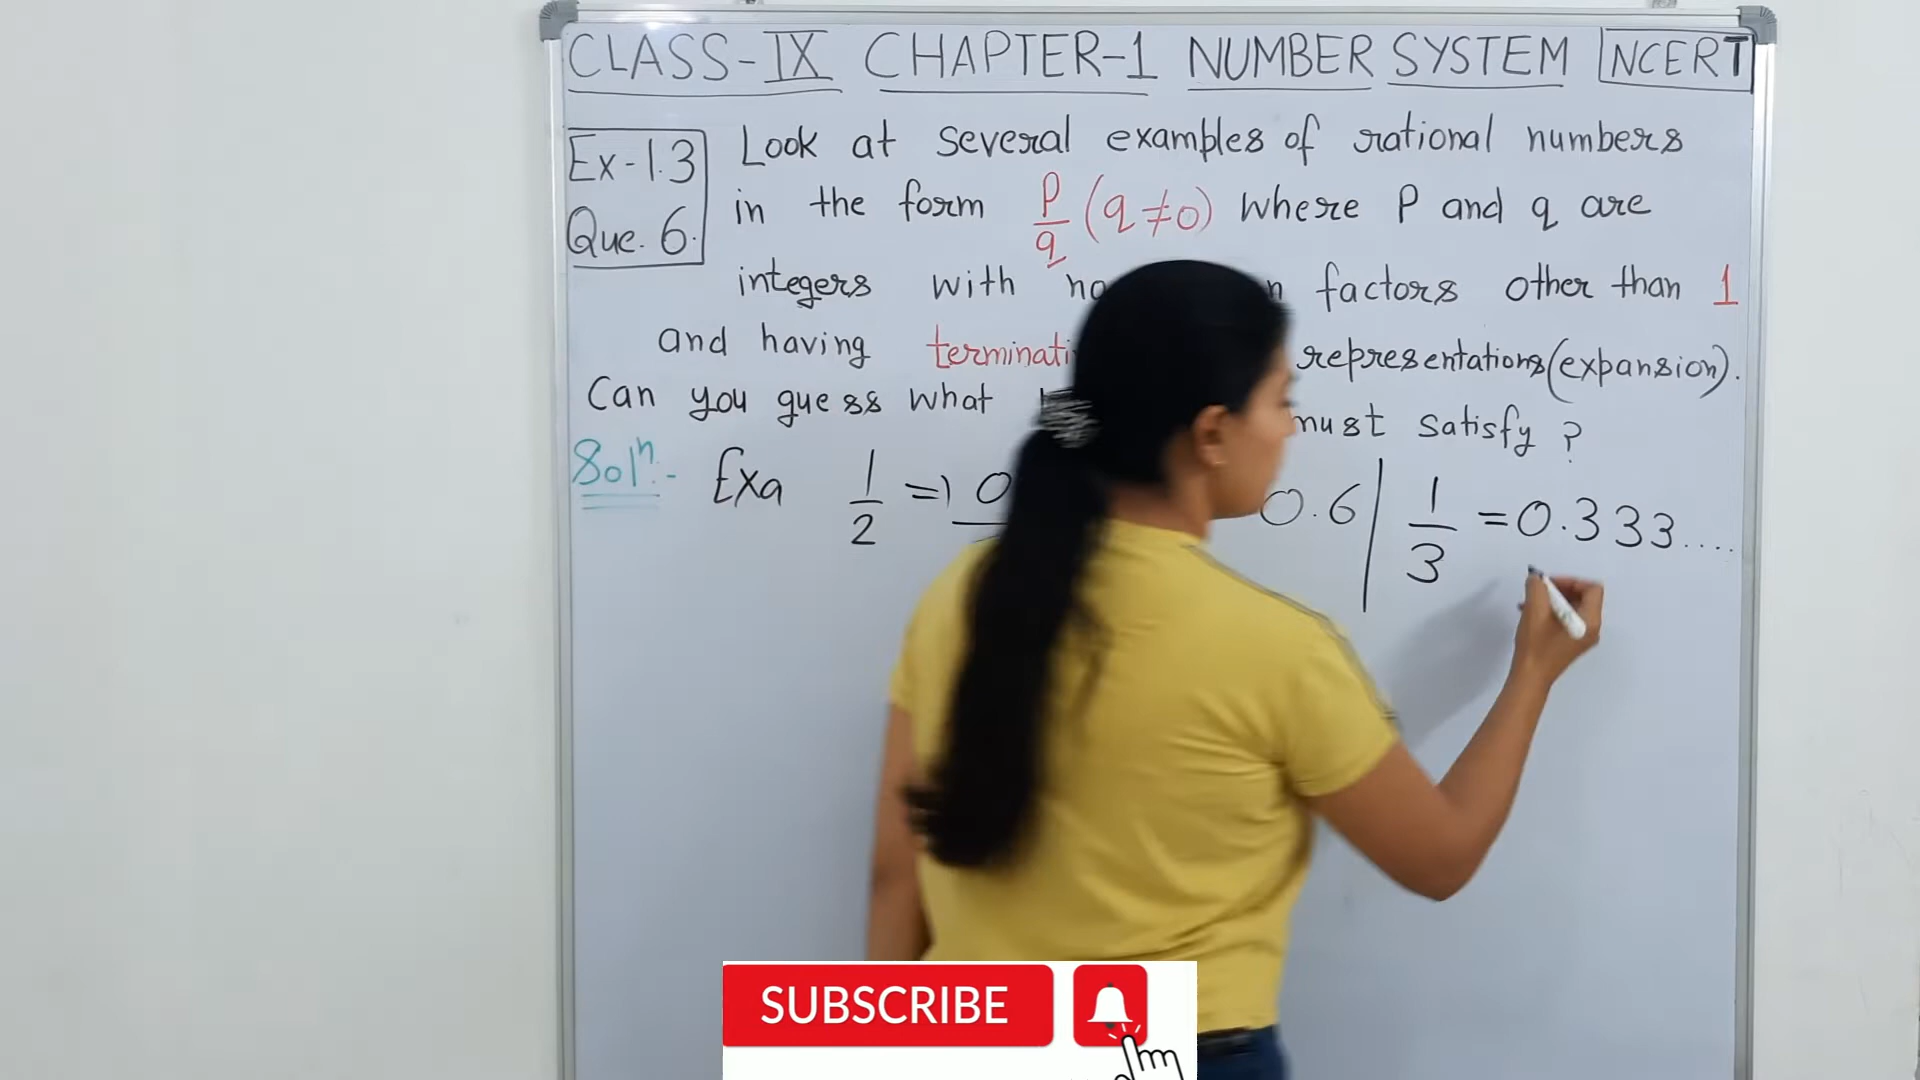 CLASS-IX CHAPTER-1 NUMBER SYSTEM NCERT
Ex-1.3
Que. 6.
Look at several examples of rational numbers
in the form p/q (q≠0) where P and q are
integers with factors other than 1
and having representations(expansion).
Can you guess what must satisfy ?
Solⁿ:- Exa 1/2 = 0.6 1/3 =0.333....
SUBSCRIBE